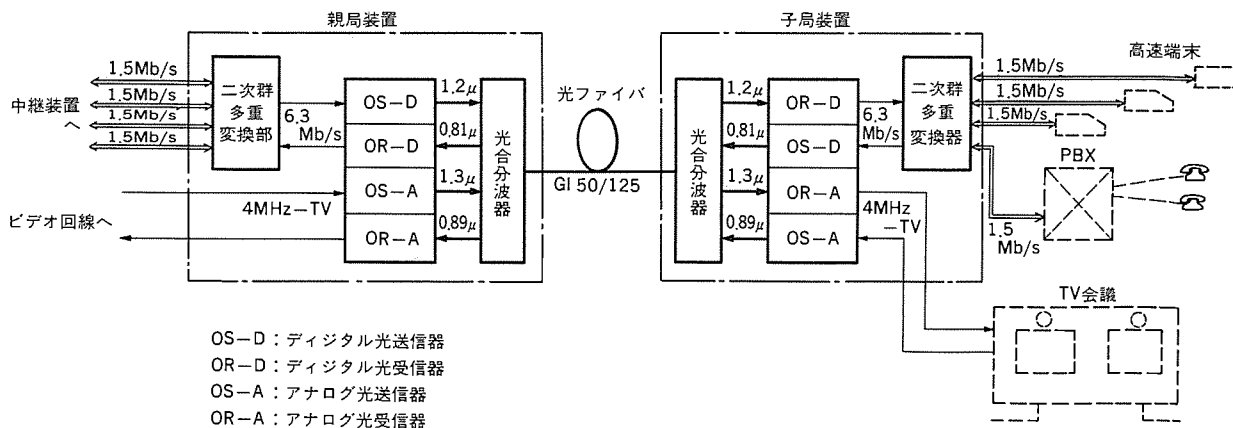 親局装置
子局装置
中継装置
へ
1.5Mb/s
1.5Mb/s
1.5Mb/s
1.5Mb/s
二次群
多重
変換部
6.3
Mb/s
OS-D
OR-D
OS-A
OR-A
1.2μ
0.81μ
1.3μ
0.89μ
光合分波器
4MHz-TV
ビデオ回線へ
光ファイバ
GI 50/125
光合分波器
1.2μ
0.81μ
1.3μ
0.89μ
OR-D
OS-D
OR-A
OS-A
6.3
Mb/s
4MHz
-TV
二次群
多重
変換器
1.5Mb/s
1.5Mb/s
1.5Mb/s
1.5
Mb/s
高速端末
PBX
TV会議
OS-D:ディジタル光送信器
OR-D:ディジタル光受信器
OS-A:アナログ光送信器
OR-A:アナログ光受信器